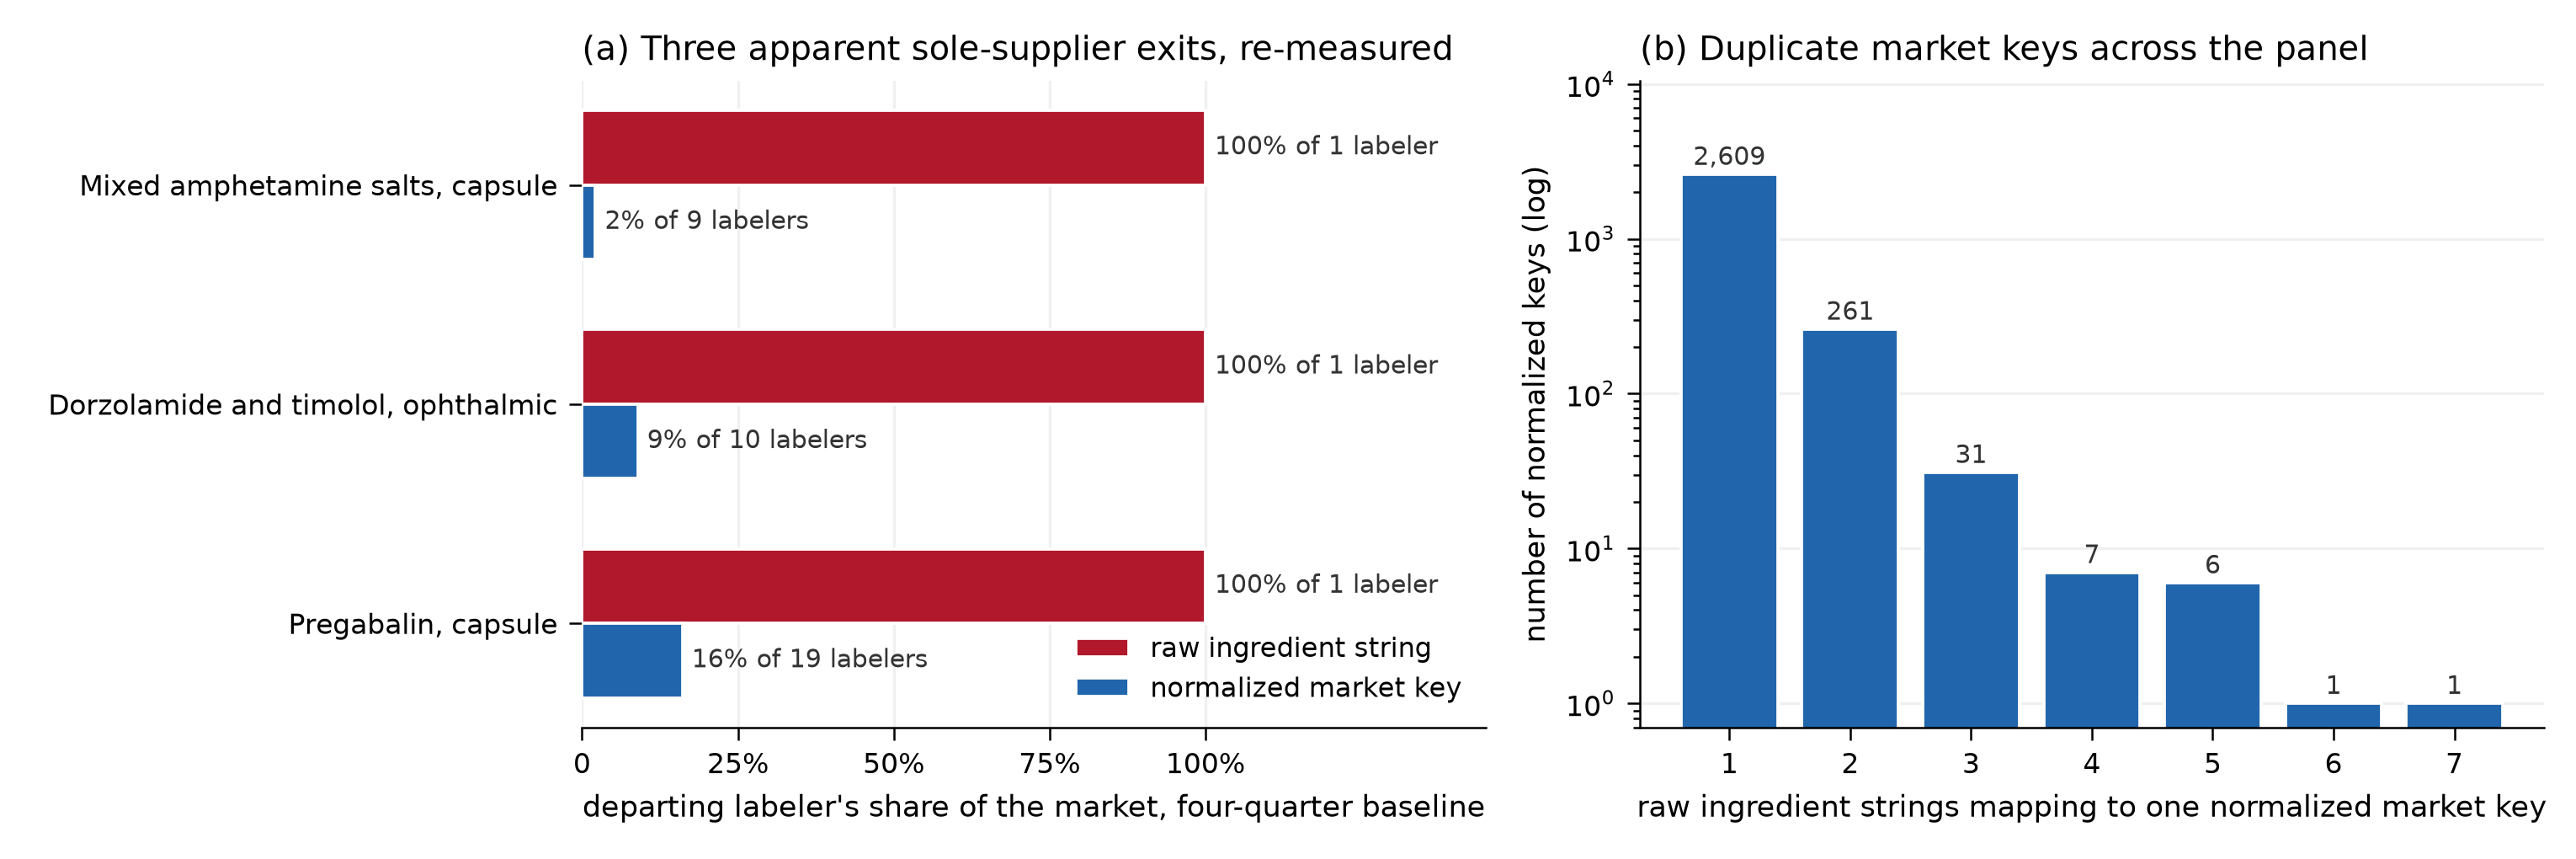 (a) Three apparent sole-supplier exits, re-measured
Mixed amphetamine salts, capsule
100% of 1 labeler
2% of 9 labelers
Dorzolamide and timolol, ophthalmic
100% of 1 labeler
9% of 10 labelers
Pregabalin, capsule
100% of 1 labeler
16% of 19 labelers
raw ingredient string
normalized market key
0 25% 50% 75% 100%
departing labeler's share of the market, four-quarter baseline
(b) Duplicate market keys across the panel
number of normalized keys (log)
10⁴
10³
10²
10¹
10⁰
2,609
261
31
7
6
1
1
1 2 3 4 5 6 7
raw ingredient strings mapping to one normalized market key